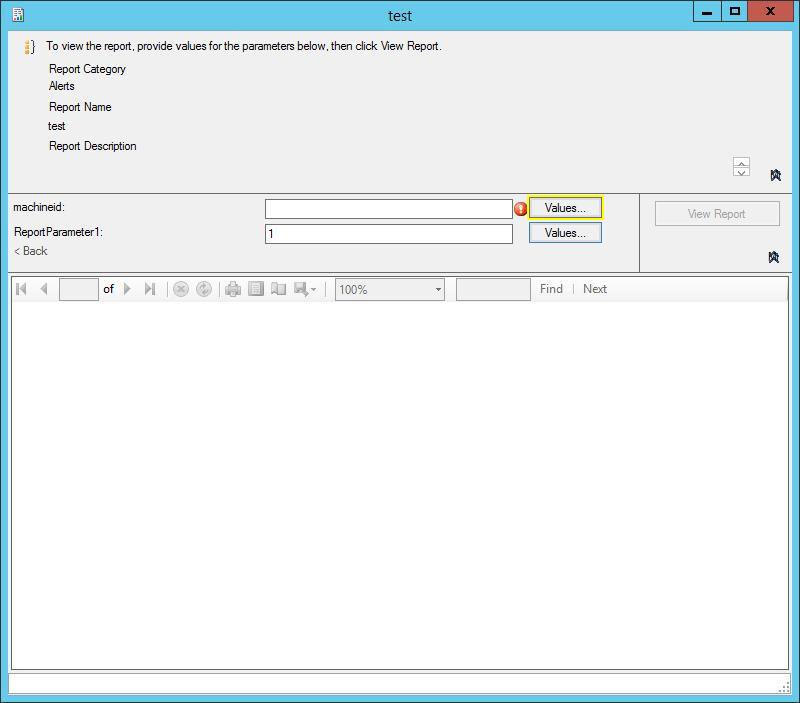 test
To view the report, provide values for the parameters below, then click View Report.
Report Category
Alerts
Report Name
test
Report Description
machineid:
Values...
View Report
ReportParameter1:
1
Values...
< Back
of
100%
Find
Next